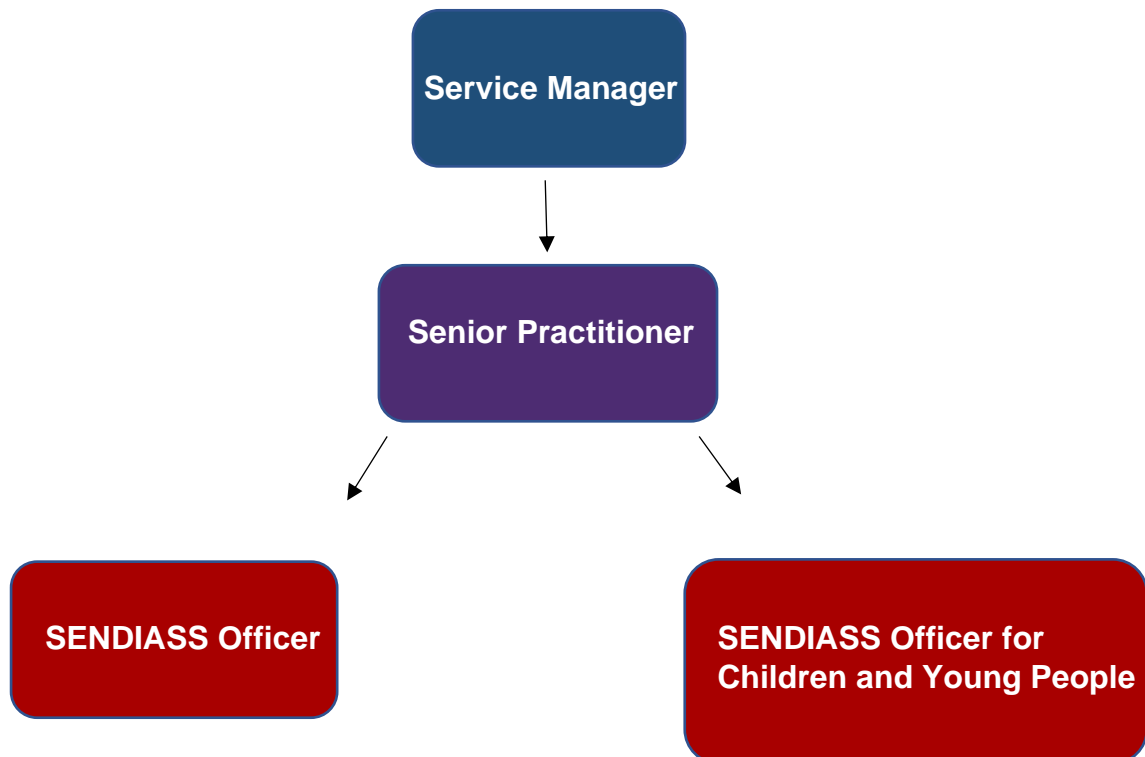 Service Manager
Senior Practitioner
SENDIASS Officer
SENDIASS Officer for
Children and Young People